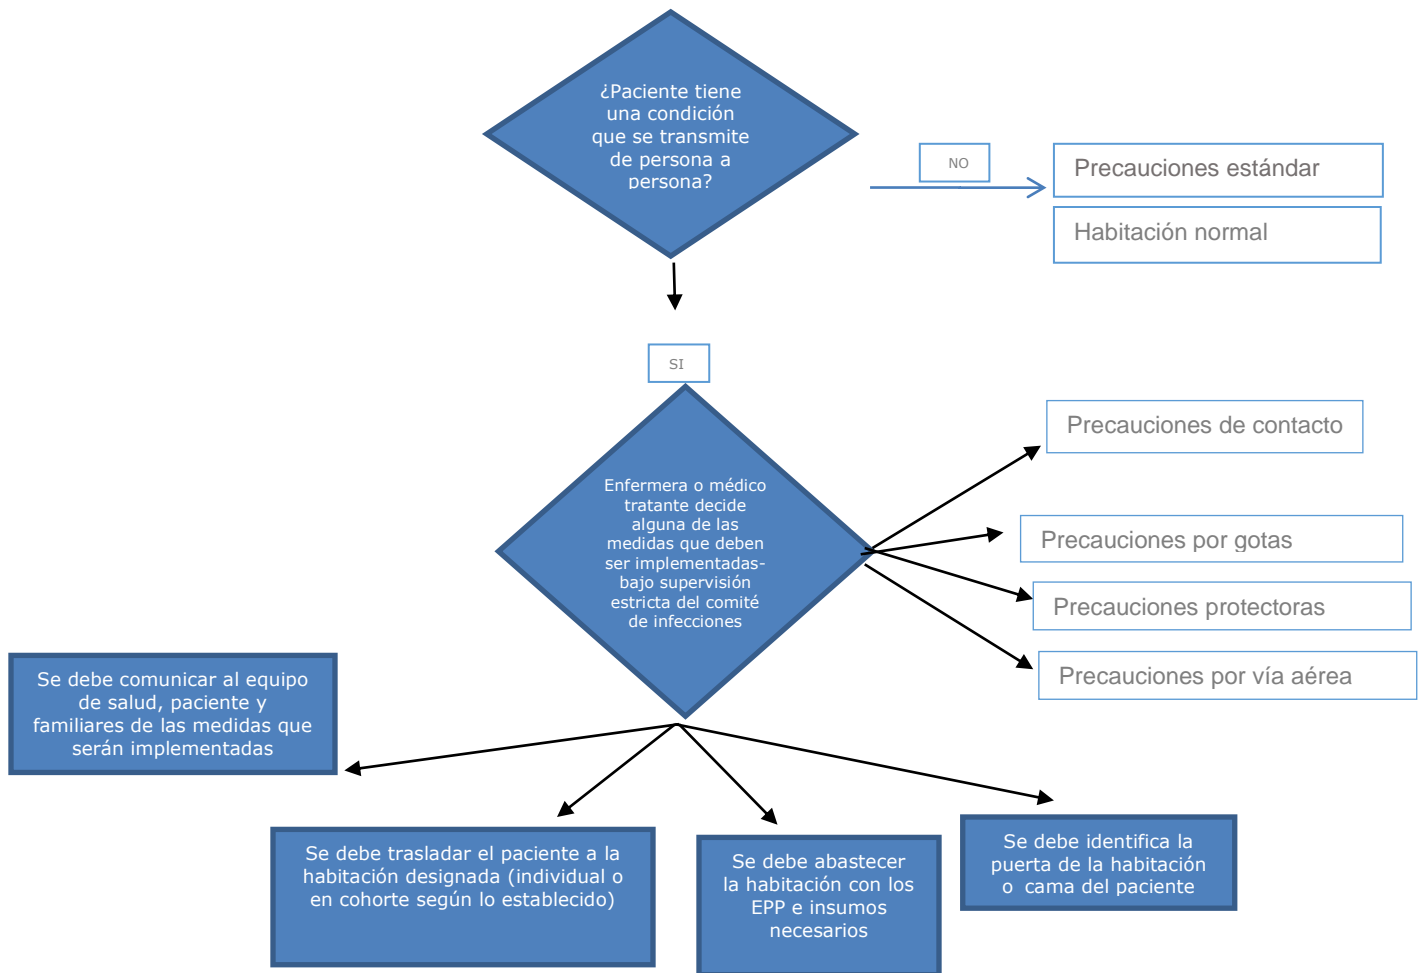 ¿Paciente tiene
una condición
que se transmite
de persona a
persona?
NO
Precauciones estándar
Habitación normal
SI
Enfermera o médico
tratante decide
alguna de las
medidas que deben
ser implementadas-
bajo supervisión
estricta del comité
de infecciones
Precauciones de contacto
Precauciones por gotas
Precauciones protectoras
Precauciones por vía aérea
Se debe comunicar al equipo
de salud, paciente y
familiares de las medidas que
serán implementadas
Se debe trasladar el paciente a la
habitación designada (individual o
en cohorte según lo establecido)
Se debe abastecer
la habitación con los
EPP e insumos
necesarios
Se debe identifica la
puerta de la habitación
o cama del paciente